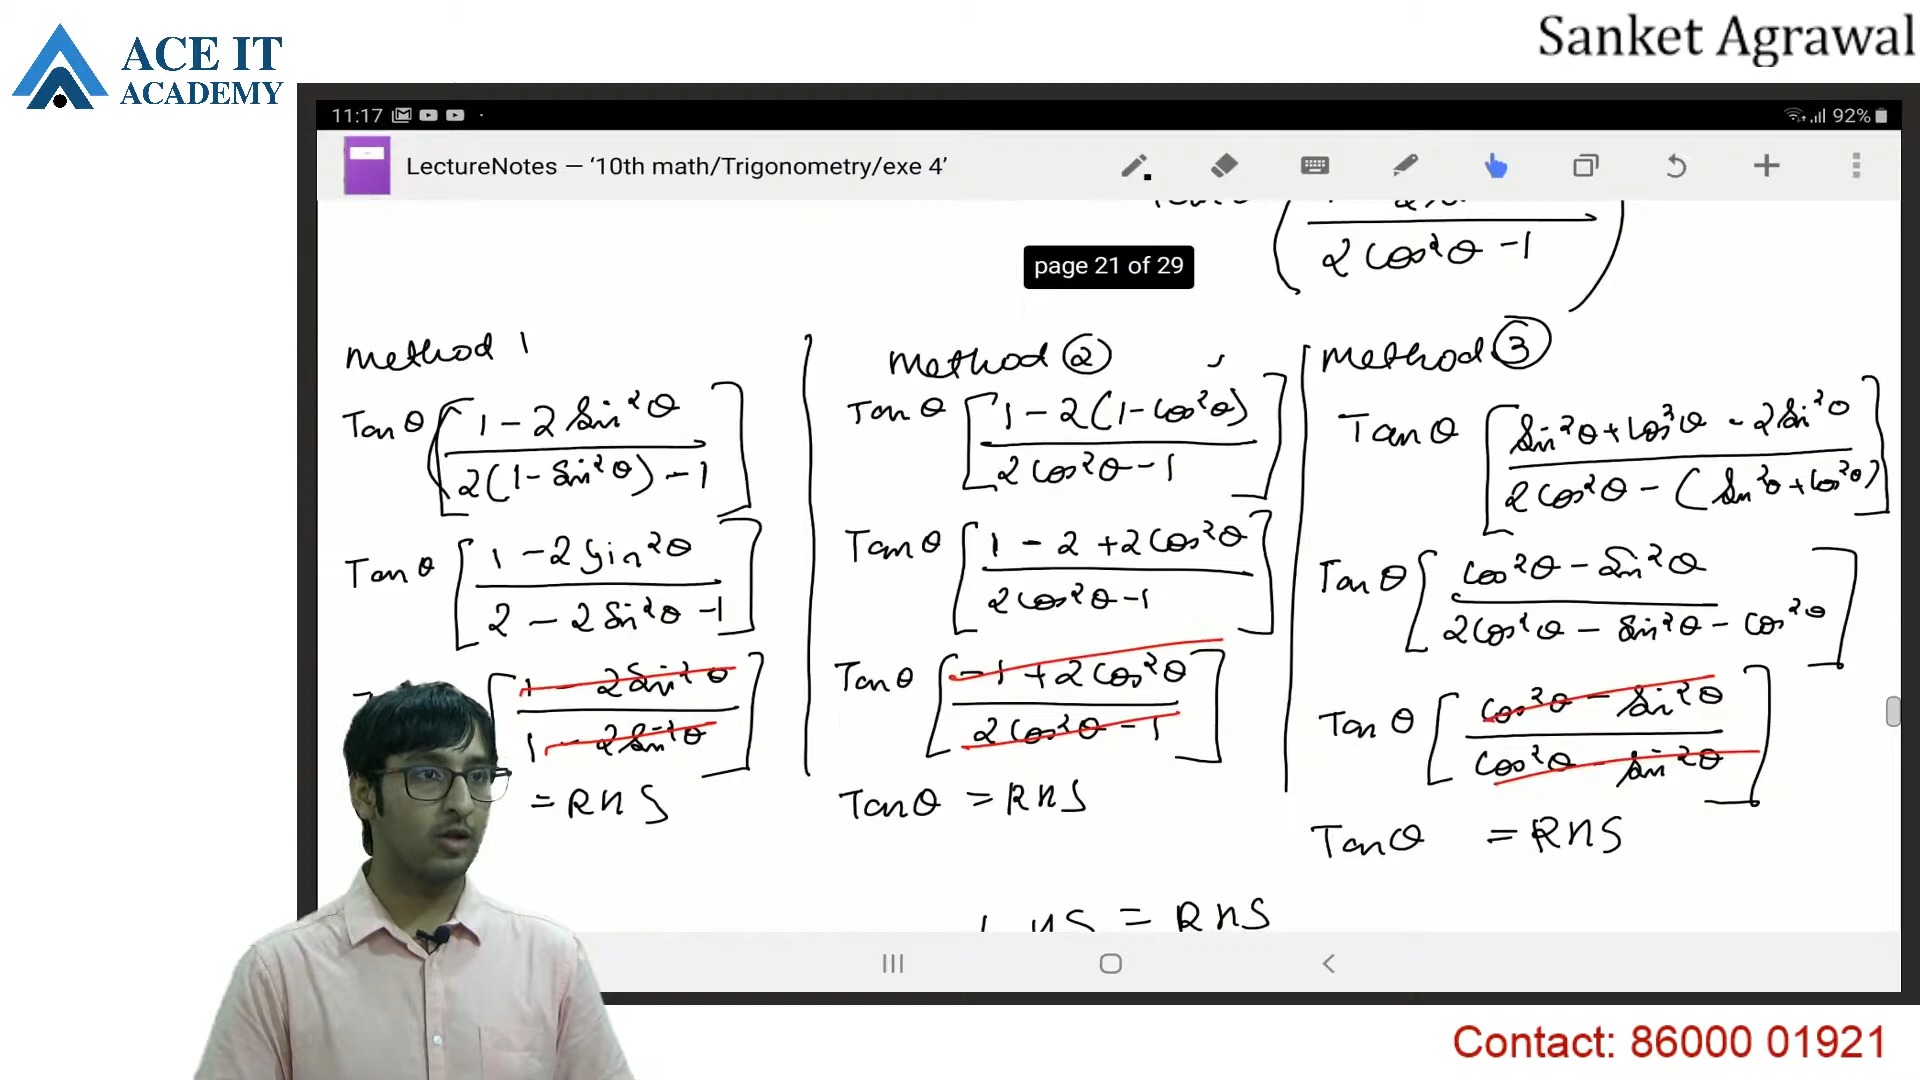 ACE IT
ACADEMY
Sanket Agrawal
11:17
92%
LectureNotes — ‘10th math/Trigonometry/exe 4’
page 21 of 29
2 cos²θ - 1
Method 1
Tan θ [ 1 - 2 sin²θ / 2(1 - sin²θ) - 1 ]
Tan θ [ 1 - 2 sin²θ / 2 - 2 sin²θ - 1 ]
[ 1 - 2 sin²θ / 1 - 2 sin²θ ]
= RHS
Method 2
Tan θ [ 1 - 2(1 - cos²θ) / 2 cos²θ - 1 ]
Tan θ [ 1 - 2 + 2 cos²θ / 2 cos²θ - 1 ]
Tan θ [ -1 + 2 cos²θ / 2 cos²θ - 1 ]
Tan θ = RHS
Method 3
Tan θ [ sin²θ + cos²θ - 2 sin²θ / 2 cos²θ - (sin²θ + cos²θ) ]
Tan θ [ cos²θ - sin²θ / 2 cos²θ - sin²θ - cos²θ ]
Tan θ [ cos²θ - sin²θ / cos²θ - sin²θ ]
Tan θ = RHS
LHS = RHS
Contact: 86000 01921